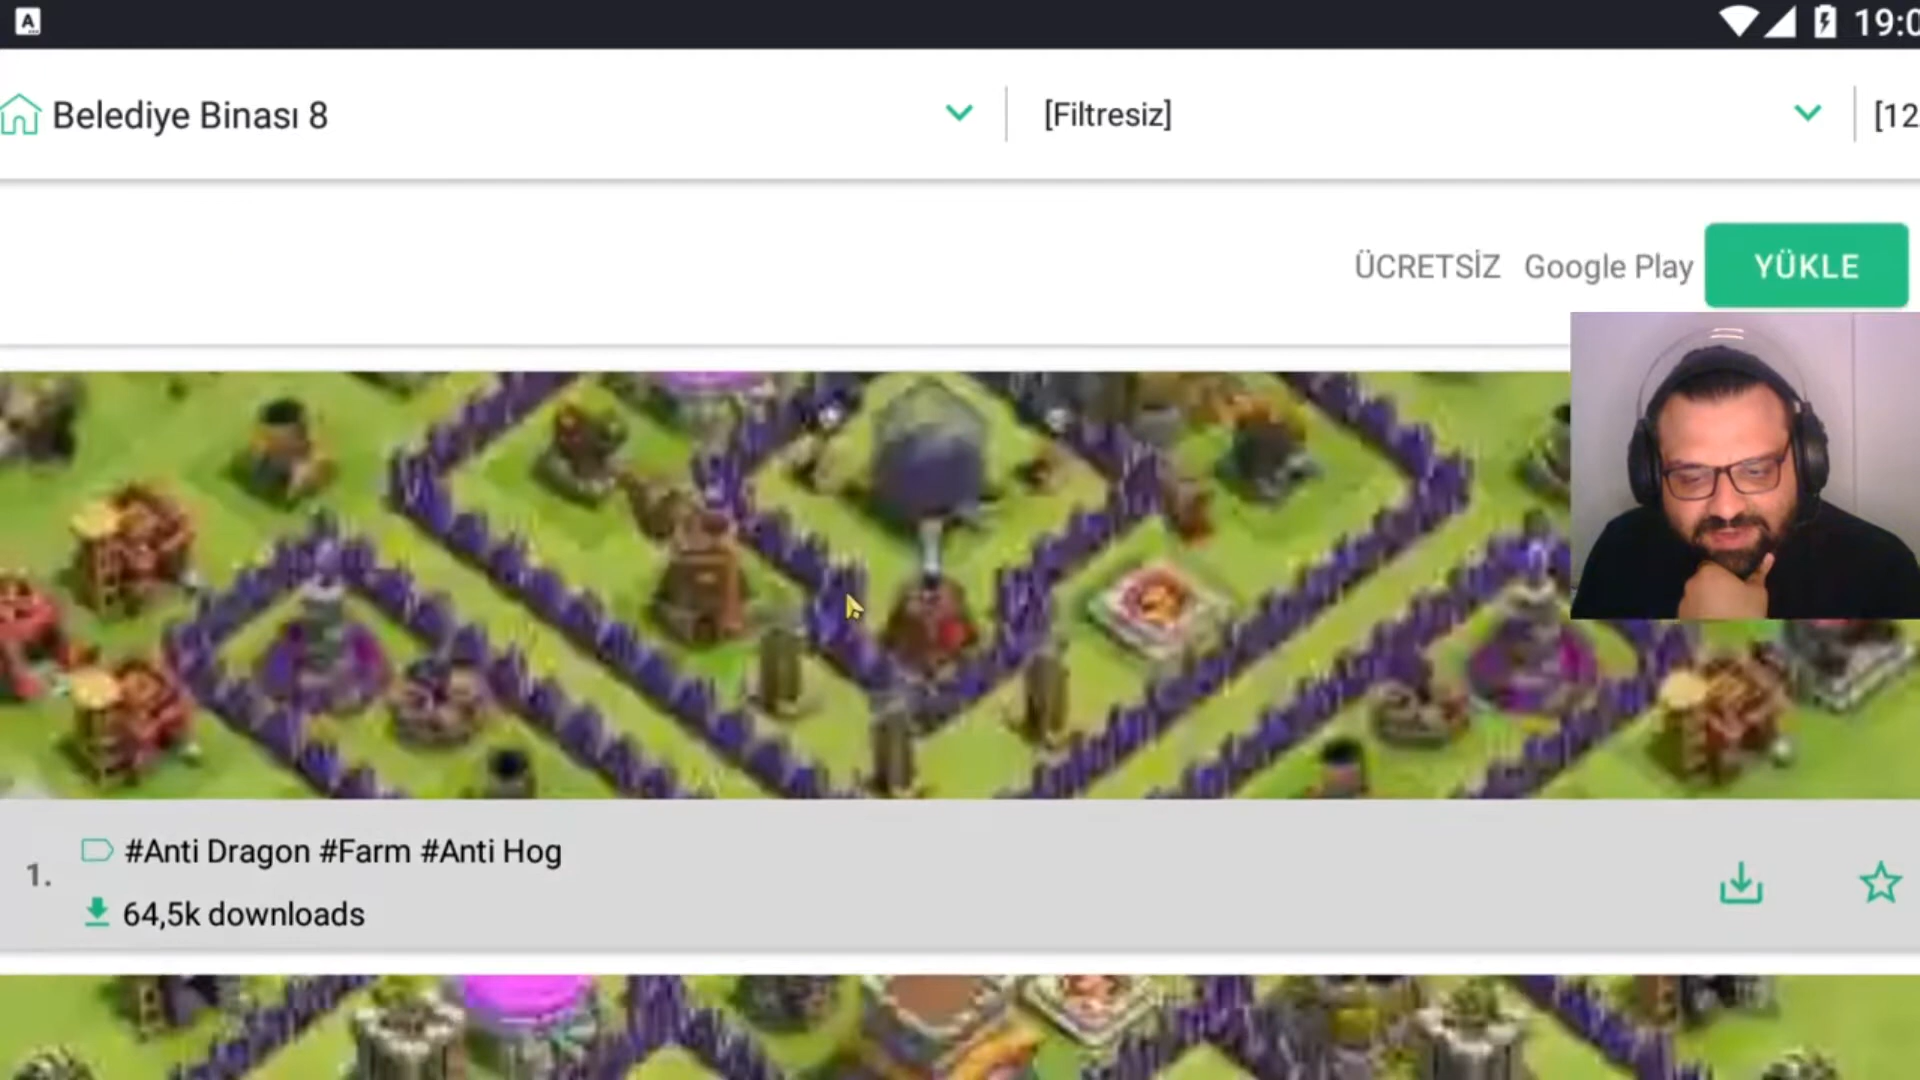 A
19:0
Belediye Binası 8
[Filtresiz]
[12
ÜCRETSİZ Google Play YÜKLE
1.
#Anti Dragon #Farm #Anti Hog
64,5k downloads